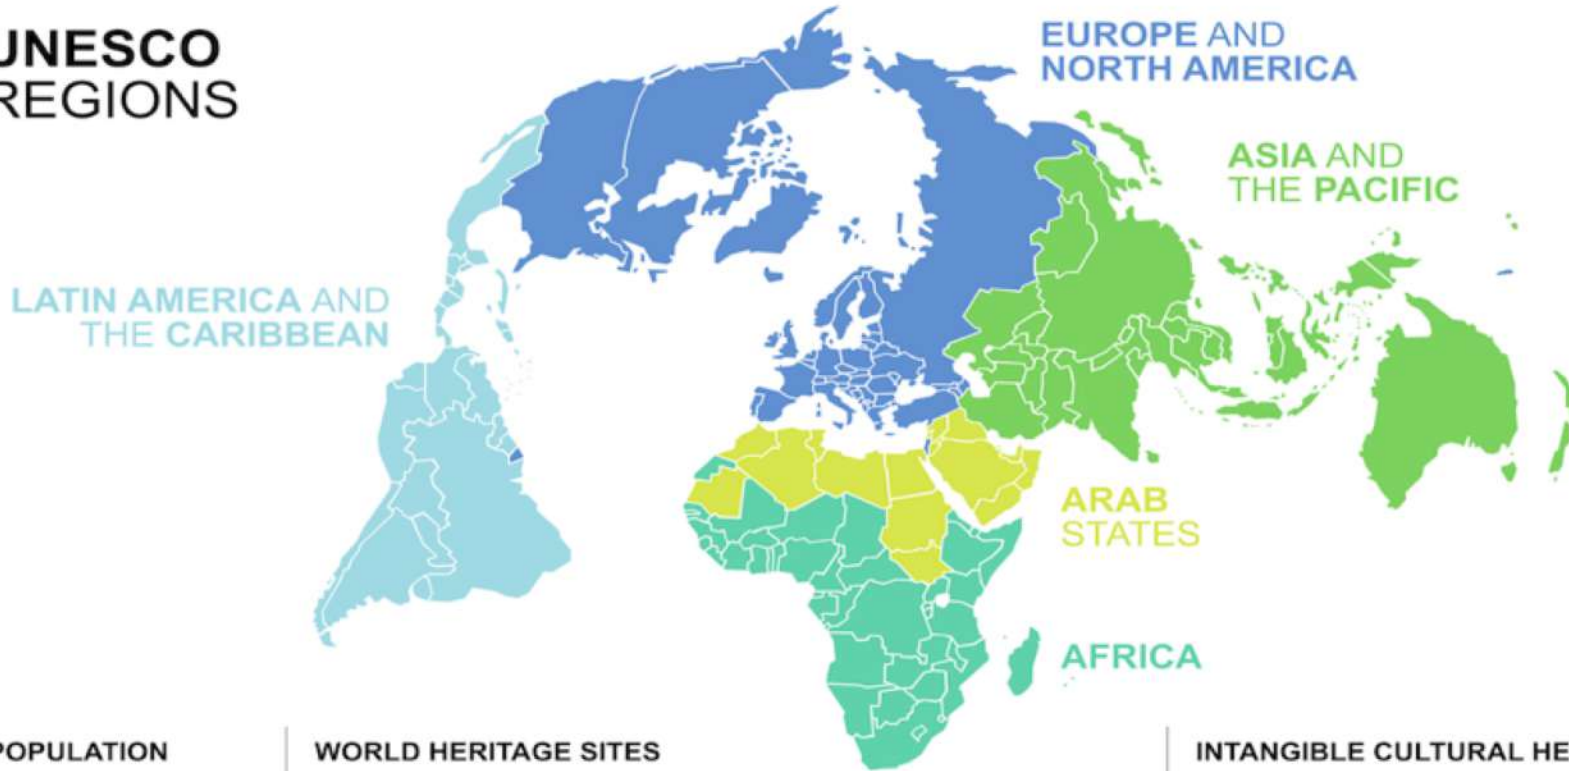 UNESCO
REGIONS
EUROPE AND
NORTH AMERICA
ASIA AND
THE PACIFIC
LATIN AMERICA AND
THE CARIBBEAN
ARAB
STATES
AFRICA
POPULATION
WORLD HERITAGE SITES
INTANGIBLE CULTURAL HE